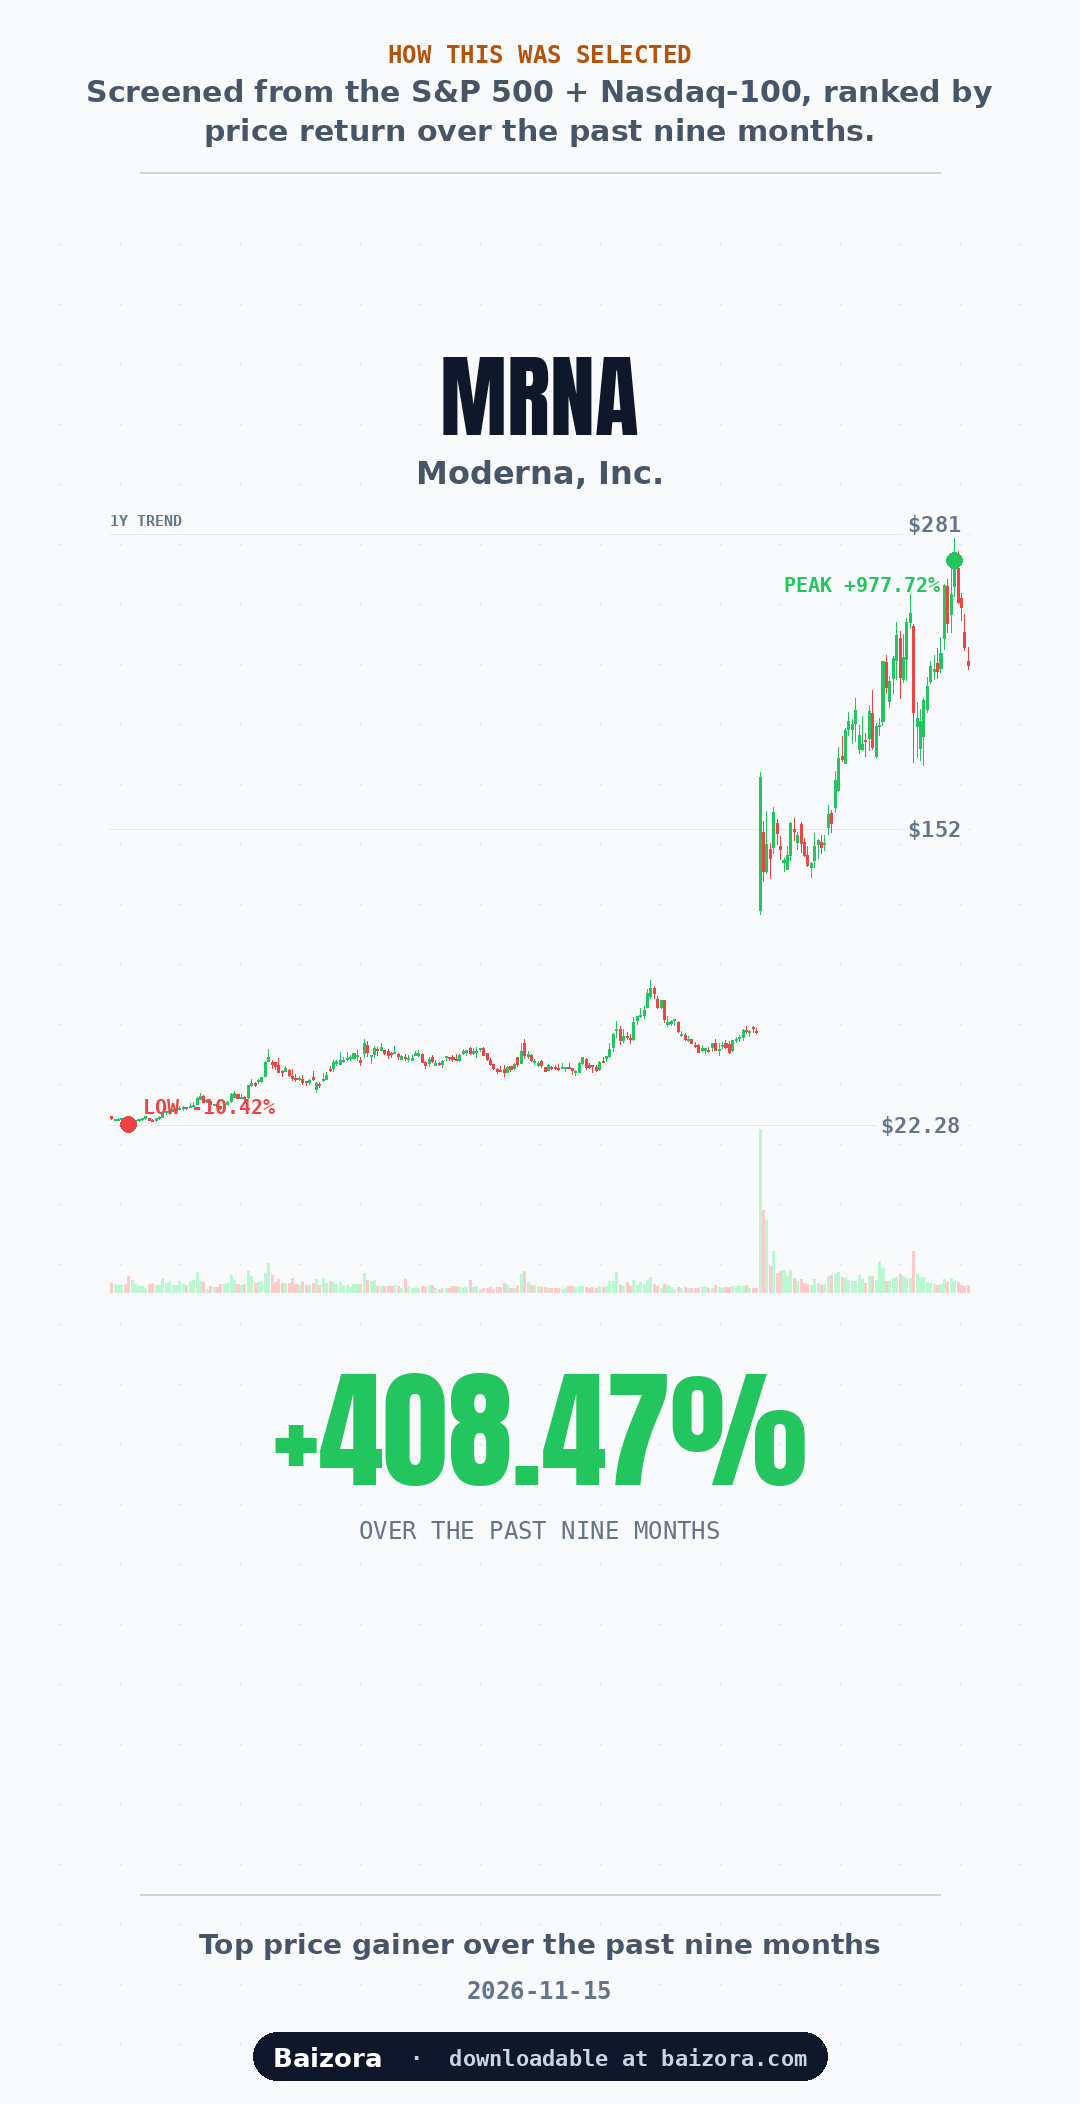 HOW THIS WAS SELECTED
Screened from the S&P 500 + Nasdaq-100, ranked by
price return over the past nine months.
MRNA
Moderna, Inc.
1Y TREND
$281
PEAK +977.72%
$152
LOW -10.42%
$22.28
+408.47%
OVER THE PAST NINE MONTHS
Top price gainer over the past nine months
2026-11-15
Baizora · downloadable at baizora.com